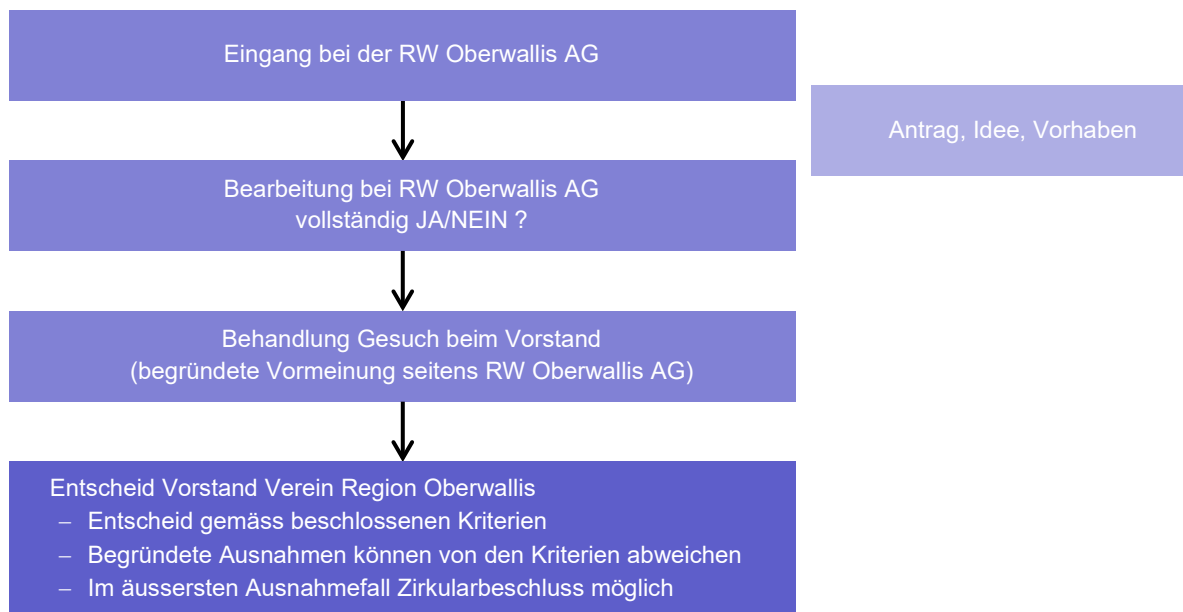 Eingang bei der RW Oberwallis AG
Antrag, Idee, Vorhaben
Bearbeitung bei RW Oberwallis AG
vollständig JA/NEIN ?
Behandlung Gesuch beim Vorstand
(begründete Vormeinung seitens RW Oberwallis AG)
Entscheid Vorstand Verein Region Oberwallis
– Entscheid gemäss beschlossenen Kriterien
– Begründete Ausnahmen können von den Kriterien abweichen
– Im äussersten Ausnahmefall Zirkularbeschluss möglich